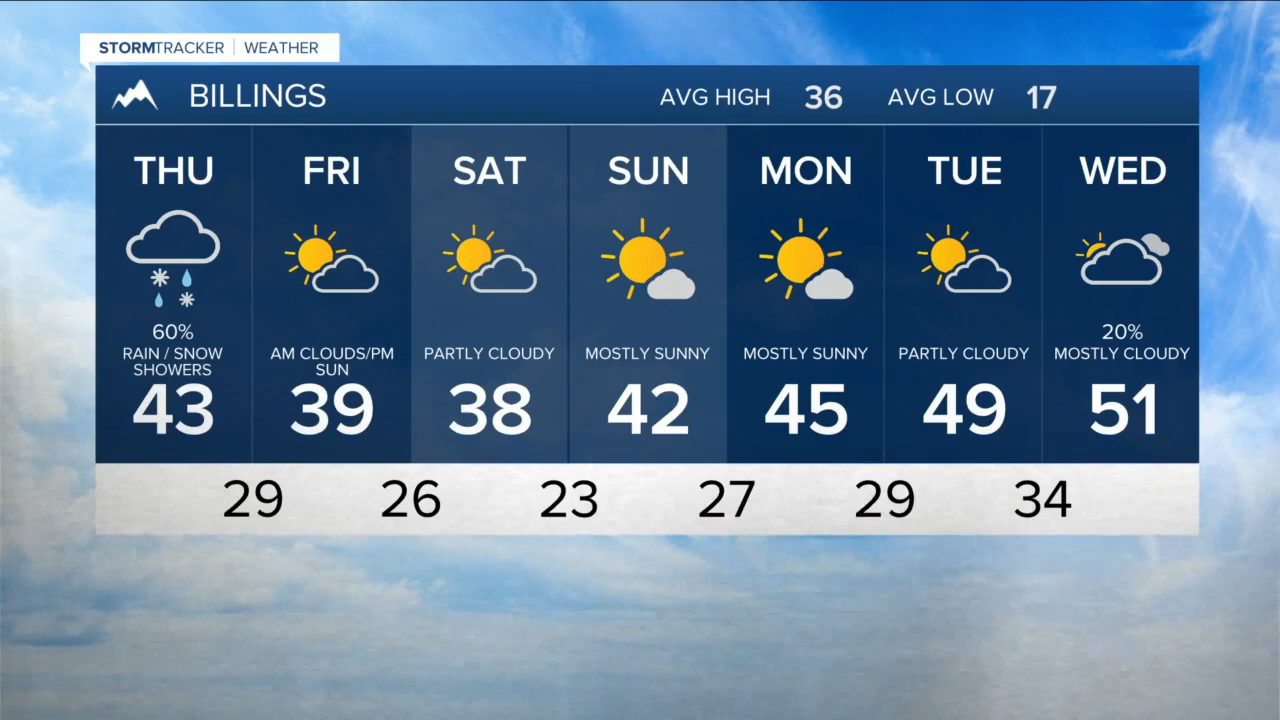 STORMTRACKER | WEATHER
BILLINGS AVG HIGH 36 AVG LOW 17
THU FRI SAT SUN MON TUE WED
60% 20%
RAIN / SNOW SHOWERS AM CLOUDS/PM SUN PARTLY CLOUDY MOSTLY SUNNY MOSTLY SUNNY PARTLY CLOUDY MOSTLY CLOUDY
43 39 38 42 45 49 51
29 26 23 27 29 34